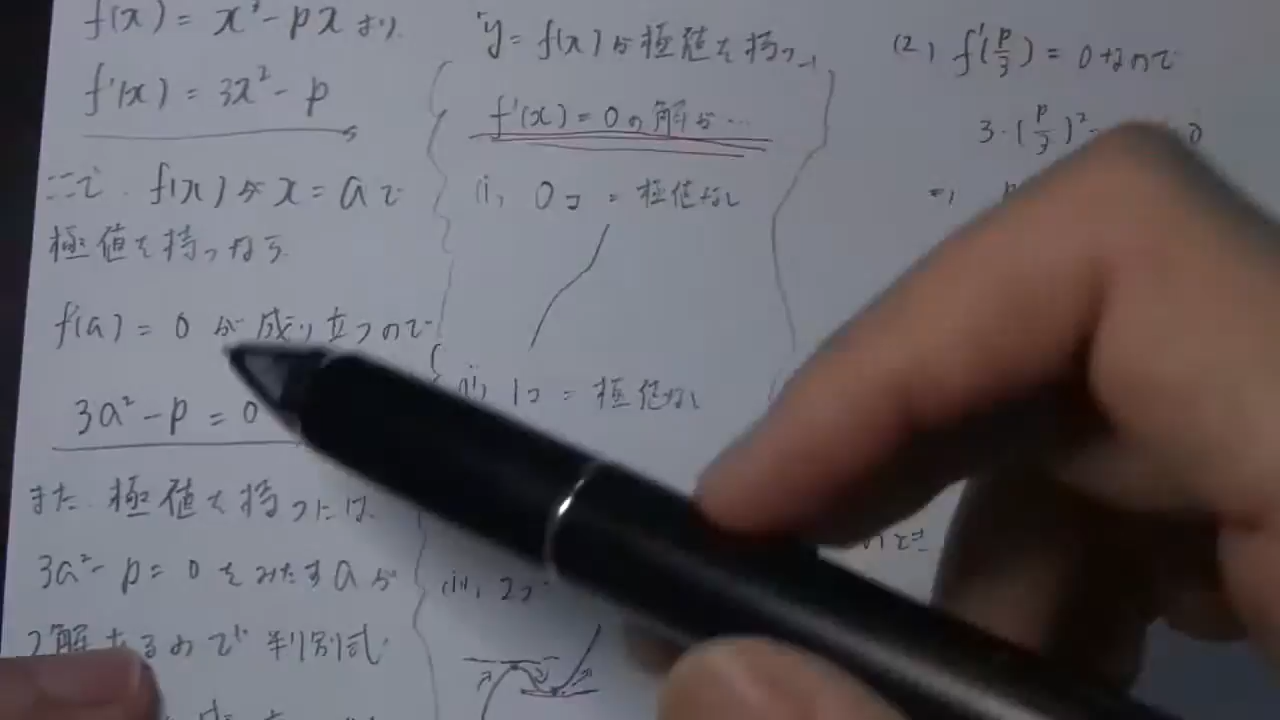 f(x) = x³ - px より
f'(x) = 3x² - p
ここで、f(x) が x = a で
極値を持つなら
f'(a) = 0 が成り立つので
3a² - p = 0
また、極値を持つには
3a² - p = 0 をみたす a が
2解あるので 判別式
y = f(x) が極値を持つ
f'(x) = 0 の解が…
(i) 0コ = 極値なし
(ii) 1コ = 極値なし
(iii) 2コ
(2) f'(p/3) = 0 なので
3・(p/3)² -